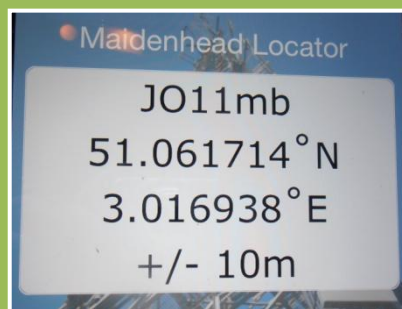 Maidenhead Locator
JO11mb
51.061714°N
3.016938°E
+/- 10m